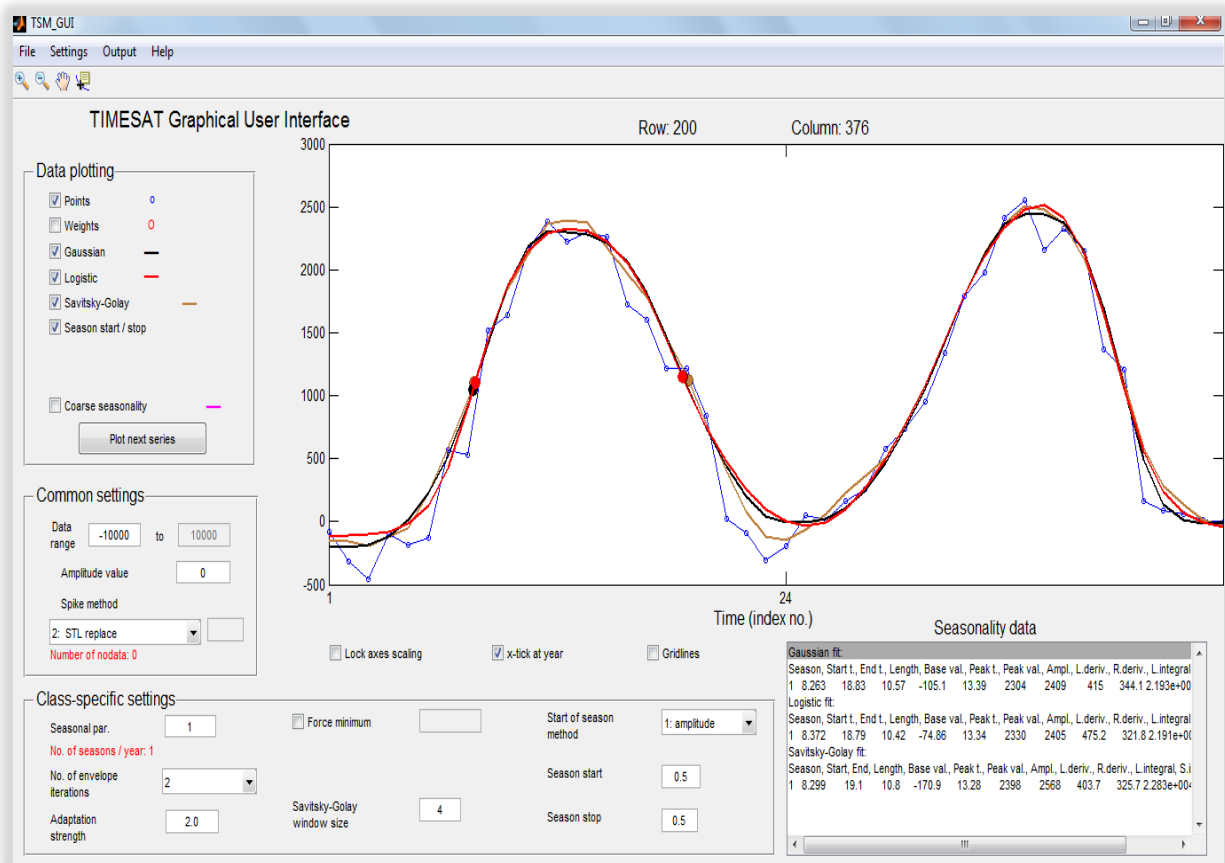 TSM_GUI
File Settings Output Help
TIMESAT Graphical User Interface
Row: 200 Column: 376
Data plotting
Points
Weights
Gaussian
Logistic
Savitsky-Golay
Season start / stop
Coarse seasonality
Plot next series
3000
2500
2000
1500
1000
500
0
-500
1 24
Time (index no.)
Common settings
Data range -10000 to 10000
Amplitude value 0
Spike method
2: STL replace
Number of nodata: 0
Lock axes scaling x-tick at year Gridlines
Class-specific settings
Seasonal par. 1
No. of seasons / year: 1
No. of envelope iterations 2
Adaptation strength 2.0
Force minimum
Savitsky-Golay window size 4
Start of season method 1: amplitude
Season start 0.5
Season stop 0.5
Seasonality data
Gaussian fit:
Season, Start t., End t., Length, Base val., Peak t., Peak val., Ampl., L.deriv., R.deriv., L.integral
1 8.263 18.83 10.57 -105.1 13.39 2304 2409 415 344.1 2.193e+00
Logistic fit:
Season, Start t., End t., Length, Base val., Peak t., Peak val., Ampl., L.deriv., R.deriv., L.integral
1 8.372 18.79 10.42 -74.86 13.34 2330 2405 475.2 321.8 2.191e+00
Savitsky-Golay fit:
Season, Start, End, Length, Base val., Peak t., Peak val., Ampl., L.deriv., R.deriv., L.integral, S.i
1 8.299 19.1 10.8 -170.9 13.28 2398 2568 403.7 325.7 2.283e+004